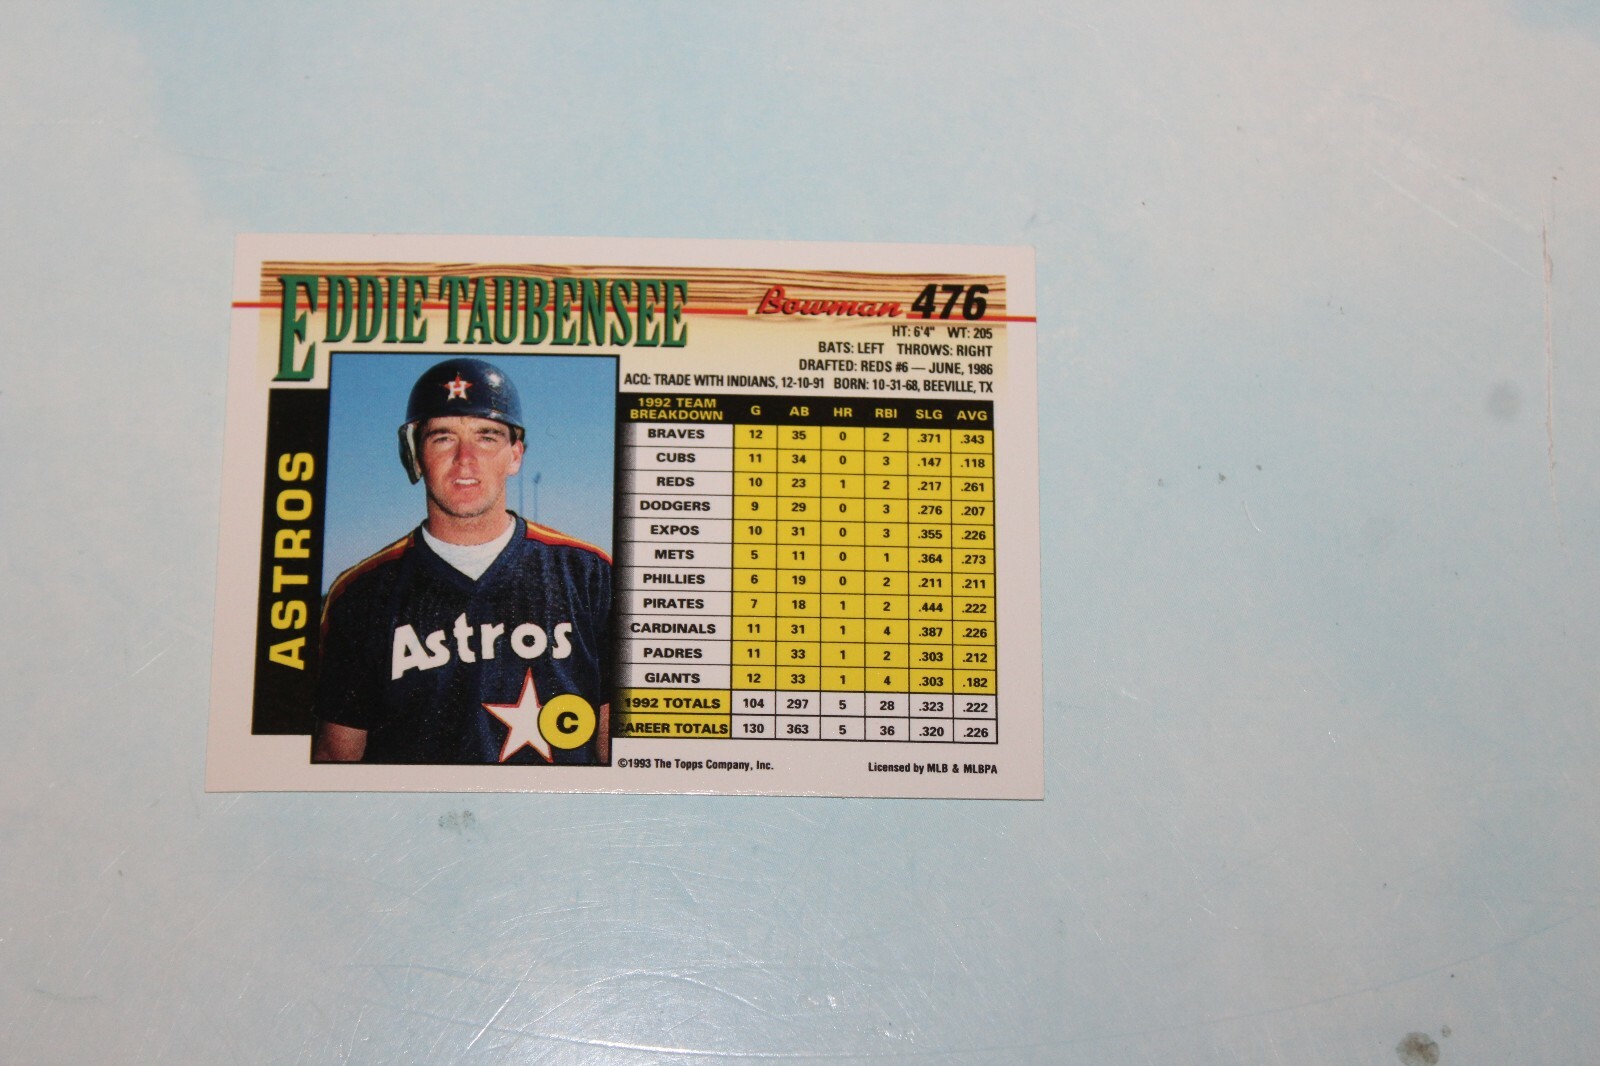 EDDIE TAUBENSEE
Bowman 476
HT: 6'4" WT: 205
BATS: LEFT THROWS: RIGHT
DRAFTED: REDS #6 — JUNE, 1986
ACQ: TRADE WITH INDIANS, 12-10-91 BORN: 10-31-68, BEEVILLE, TX
ASTROS
H
Astros
C
1992 TEAM BREAKDOWN G AB HR RBI SLG AVG
BRAVES 12 35 0 2 .371 .343
CUBS 11 34 0 3 .147 .118
REDS 10 23 1 2 .217 .261
DODGERS 9 29 0 3 .276 .207
EXPOS 10 31 0 3 .355 .226
METS 5 11 0 1 .364 .273
PHILLIES 6 19 0 2 .211 .211
PIRATES 7 18 1 2 .444 .222
CARDINALS 11 31 1 4 .387 .226
PADRES 11 33 1 2 .303 .212
GIANTS 12 33 1 4 .303 .182
1992 TOTALS 104 297 5 28 .323 .222
CAREER TOTALS 130 363 5 36 .320 .226
©1993 The Topps Company, Inc. Licensed by MLB & MLBPA